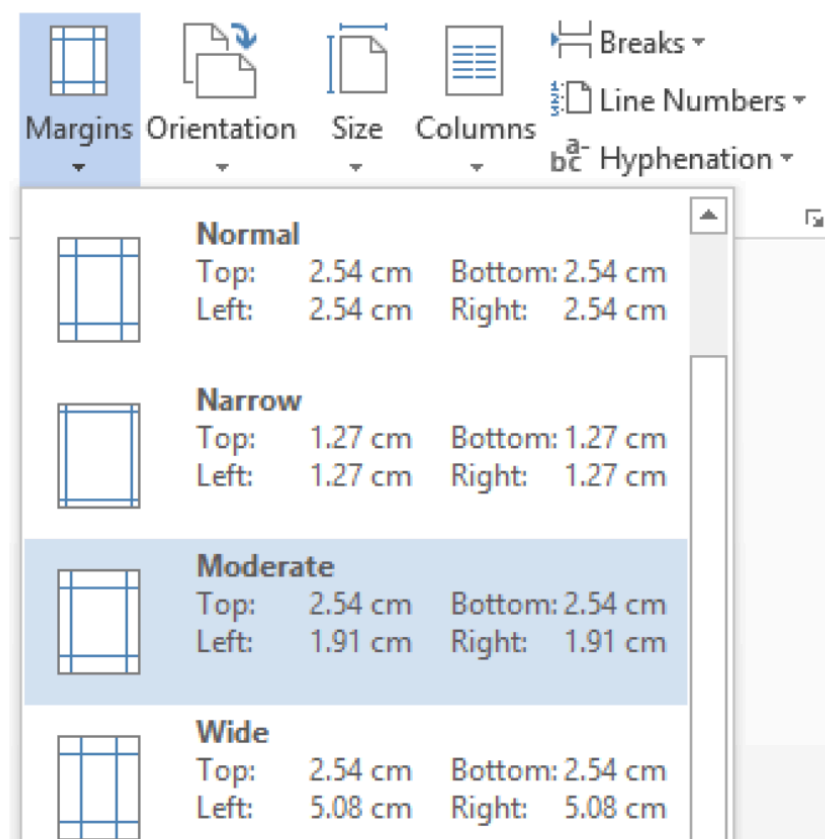 Margins Orientation Size Columns
Breaks
Line Numbers
Hyphenation
Normal
Top: 2.54 cm Bottom: 2.54 cm
Left: 2.54 cm Right: 2.54 cm
Narrow
Top: 1.27 cm Bottom: 1.27 cm
Left: 1.27 cm Right: 1.27 cm
Moderate
Top: 2.54 cm Bottom: 2.54 cm
Left: 1.91 cm Right: 1.91 cm
Wide
Top: 2.54 cm Bottom: 2.54 cm
Left: 5.08 cm Right: 5.08 cm